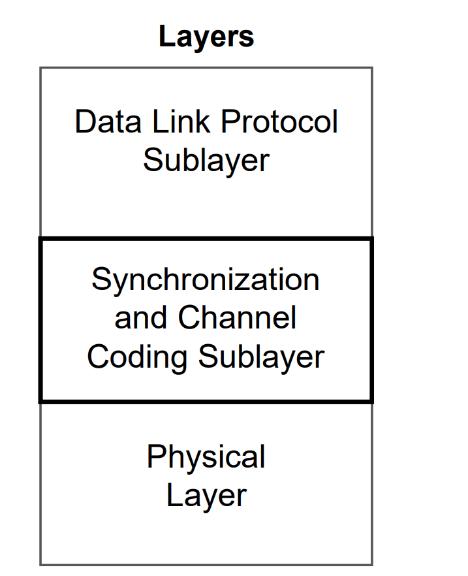 Layers
Data Link Protocol
Sublayer
Synchronization
and Channel
Coding Sublayer
Physical
Layer